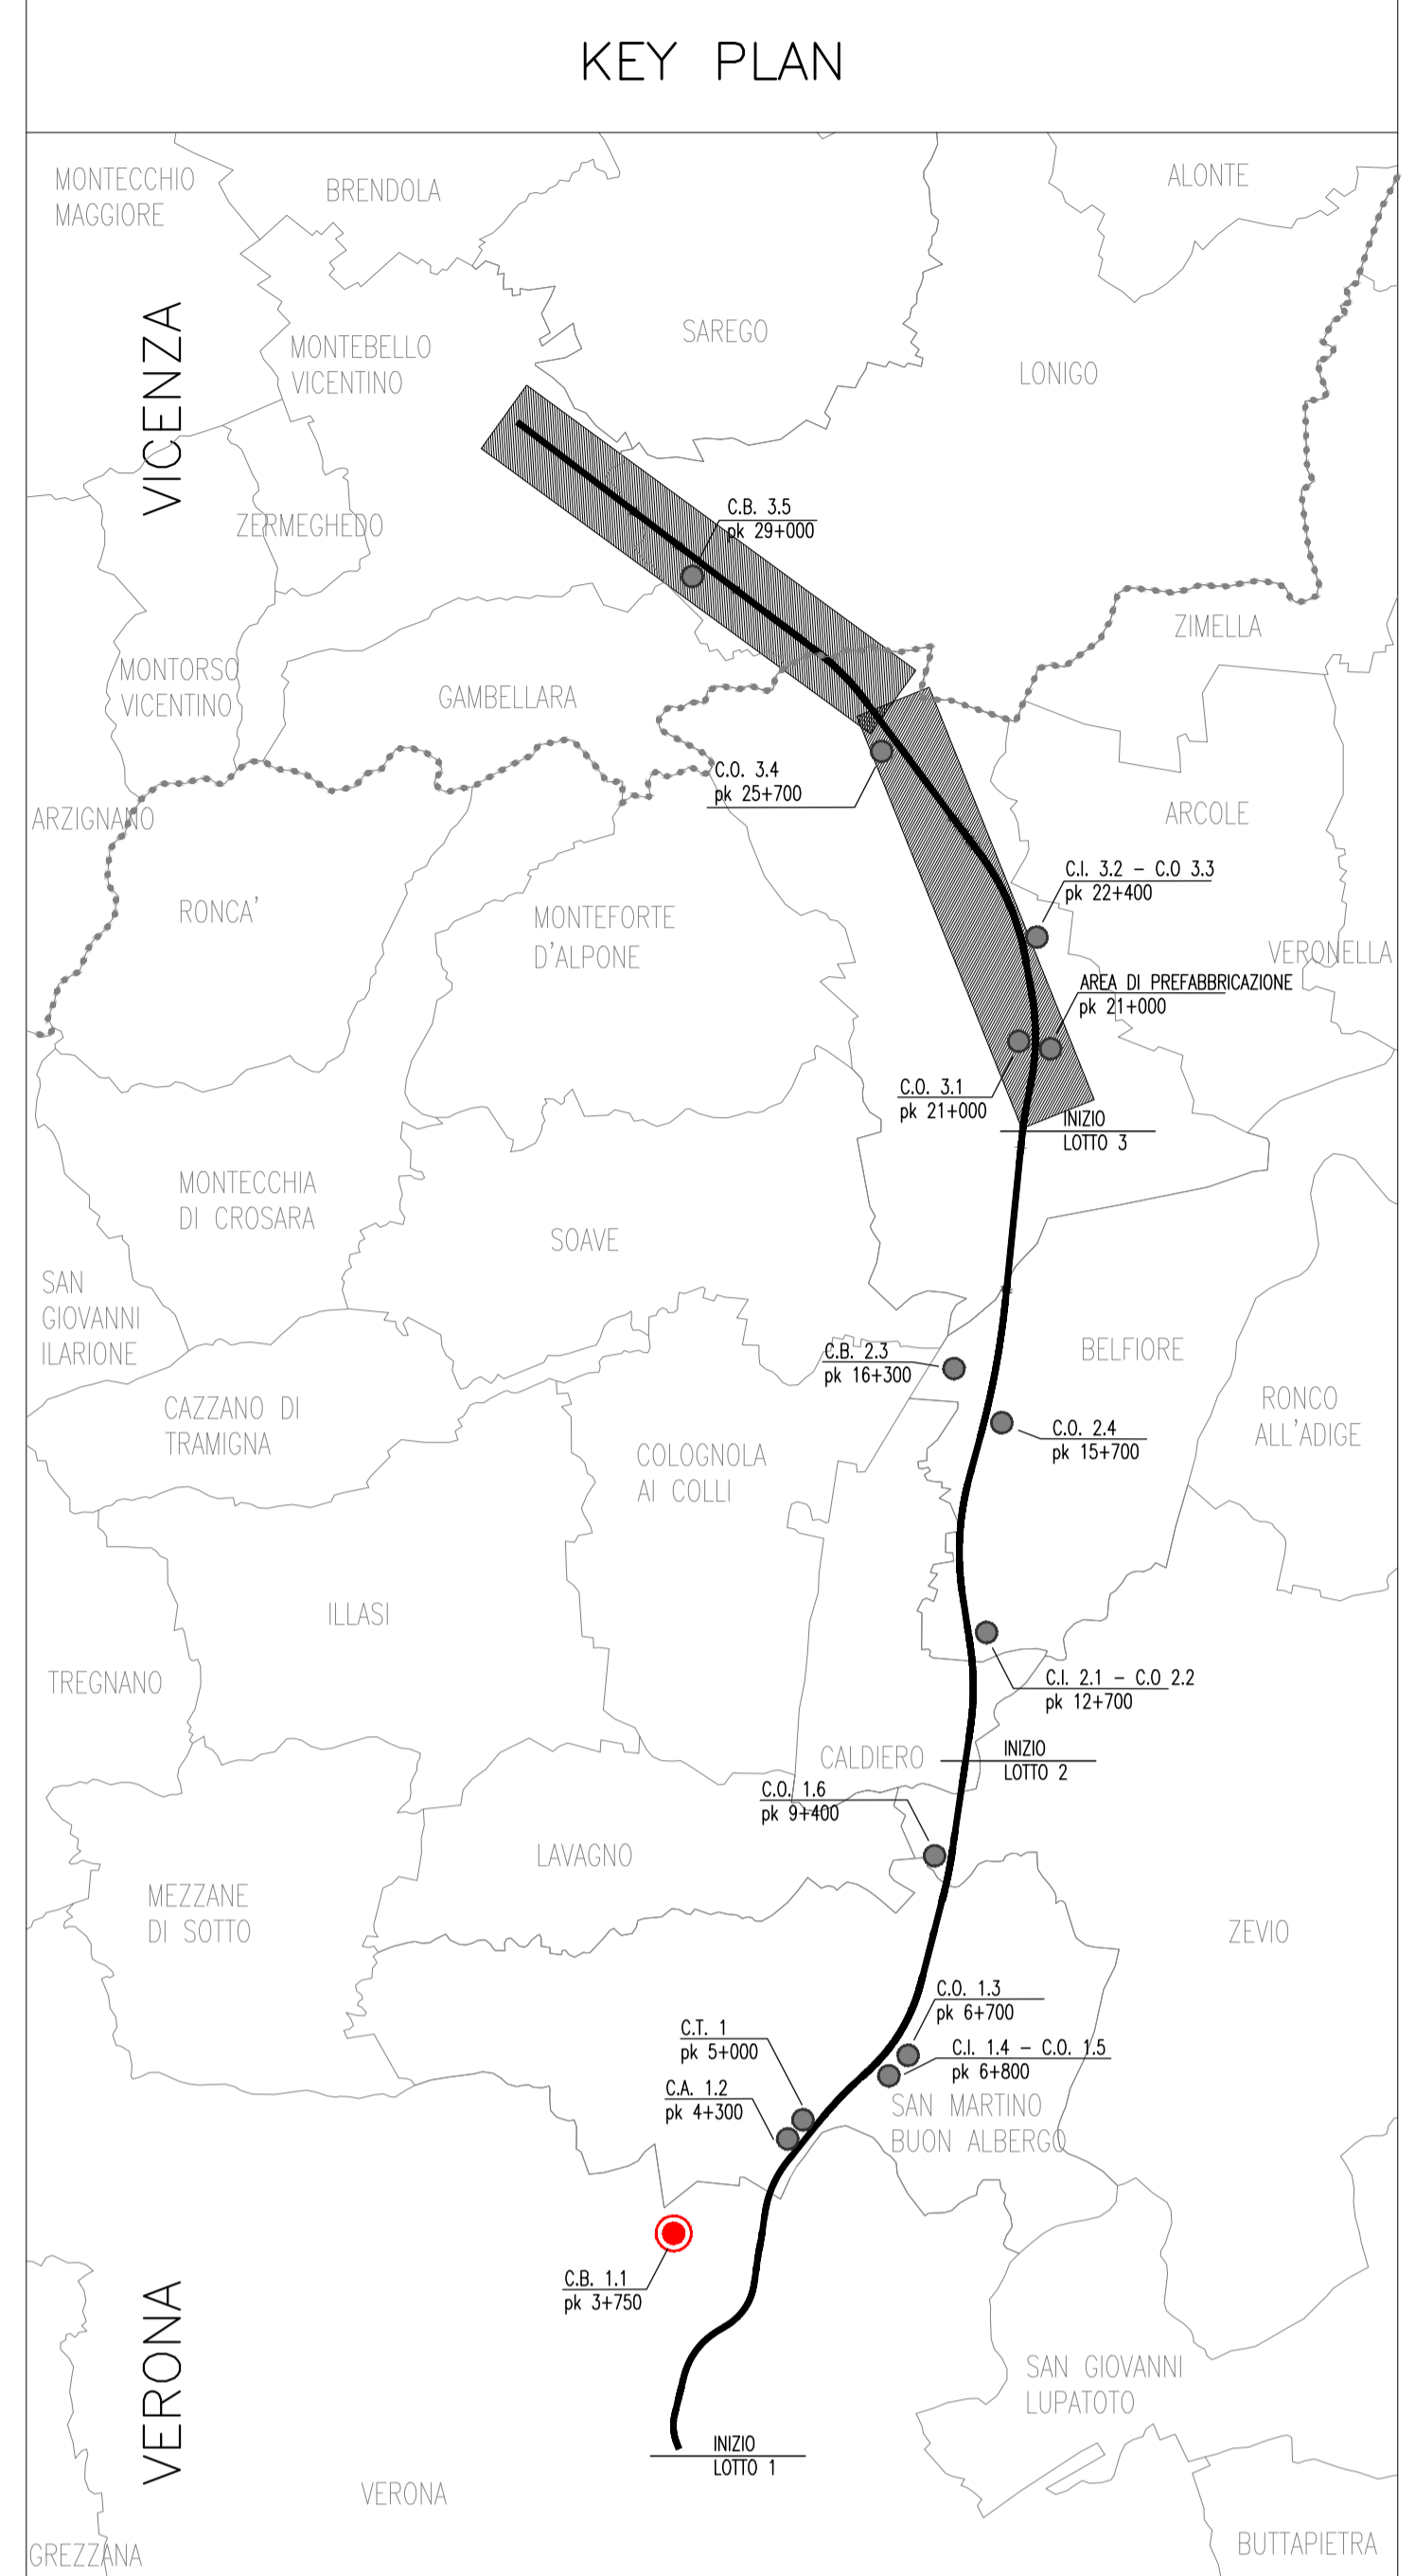 KEY PLAN
MONTECCHIO
MAGGIORE
BRENDOLA
ALONTE
VICENZA
MONTEBELLO
VICENTINO
SAREGO
LONIGO
ZERMEGHEDO
C.B. 3.5
pk 29+000
ZIMELLA
MONTORSO
VICENTINO
GAMBELLARA
C.O. 3.4
pk 25+700
ARZIGNANO
ARCOLE
RONCA'
MONTEFORTE
D'ALPONE
C.I. 3.2 - C.O 3.3
pk 22+400
VERONELLA
AREA DI PREFABBRICAZIONE
pk 21+000
C.O. 3.1
pk 21+000
INIZIO
LOTTO 3
MONTECCHIA
DI CROSARA
SOAVE
SAN
GIOVANNI
ILARIONE
C.B. 2.3
pk 16+300
BELFIORE
CAZZANO DI
TRAMIGNA
RONCO
ALL'ADIGE
C.O. 2.4
pk 15+700
COLOGNOLA
AI COLLI
ILLASI
TREGNANO
C.I. 2.1 - C.O 2.2
pk 12+700
CALDIERO
INIZIO
LOTTO 2
C.O. 1.6
pk 9+400
LAVAGNO
MEZZANE
DI SOTTO
ZEVIO
C.O. 1.3
pk 6+700
C.T. 1
pk 5+000
C.I. 1.4 - C.O. 1.5
pk 6+800
C.A. 1.2
pk 4+300
SAN MARTINO
BUON ALBERGO
C.B. 1.1
pk 3+750
VERONA
SAN GIOVANNI
LUPATOTO
INIZIO
LOTTO 1
VERONA
GREZZANA
BUTTAPIETRA